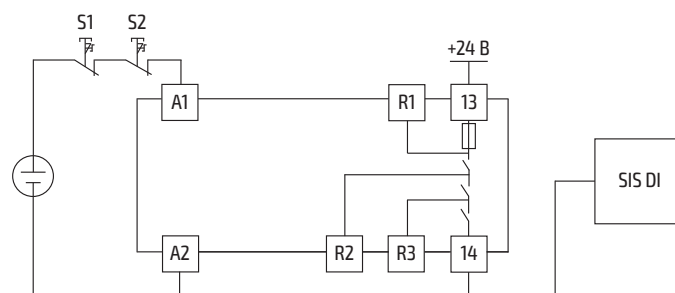 S1 S2
+24 В
A1 R1 13
SIS DI
A2 R2 R3 14